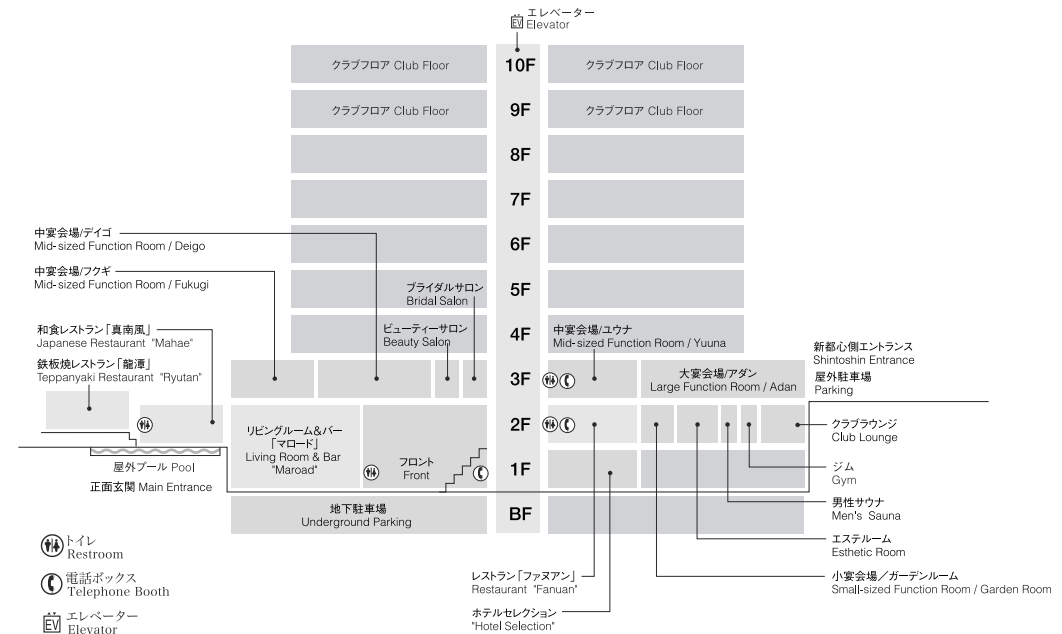 エレベーター
EV Elevator
クラブフロア Club Floor
10F
クラブフロア Club Floor
クラブフロア Club Floor
9F
クラブフロア Club Floor
8F
7F
6F
5F
4F
3F
2F
1F
BF
中宴会場/デイゴ
Mid-sized Function Room / Deigo
中宴会場/フクギ
Mid-sized Function Room / Fukugi
ブライダルサロン
Bridal Salon
ビューティーサロン
Beauty Salon
和食レストラン「真南風」
Japanese Restaurant "Mahae"
鉄板焼レストラン「龍潭」
Teppanyaki Restaurant "Ryutan"
中宴会場/ユウナ
Mid-sized Function Room / Yuuna
大宴会場/アダン
Large Function Room / Adan
新都心側エントランス
Shintoshin Entrance
屋外駐車場
Parking
リビングルーム&バー
「マロード」
Living Room & Bar
"Maroad"
フロント
Front
屋外プール Pool
正面玄関 Main Entrance
地下駐車場
Underground Parking
クラブラウンジ
Club Lounge
ジム
Gym
男性サウナ
Men's Sauna
エステルーム
Esthetic Room
小宴会場／ガーデンルーム
Small-sized Function Room / Garden Room
レストラン「ファヌアン」
Restaurant "Fanuan"
ホテルセレクション
"Hotel Selection"
トイレ
Restroom
電話ボックス
Telephone Booth
エレベーター
EV Elevator